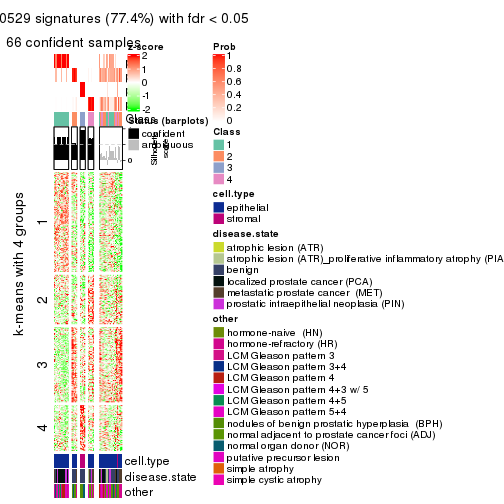 0529 signatures (77.4%) with fdr < 0.05
66 confident samples
z-score
2
1
0
-1
-2
Prob
1
0.8
0.6
0.4
0.2
0
Class
Status (barplots)
confident
ambiguous
0
Silhouette
score
Class
1
2
3
4
cell.type
epithelial
stromal
disease.state
atrophic lesion (ATR)
atrophic lesion (ATR)_proliferative inflammatory atrophy (PIA
benign
localized prostate cancer (PCA)
metastatic prostate cancer (MET)
prostatic intraepithelial neoplasia (PIN)
other
hormone-naive (HN)
hormone-refractory (HR)
LCM Gleason pattern 3
LCM Gleason pattern 3+4
LCM Gleason pattern 4
LCM Gleason pattern 4+3 w/ 5
LCM Gleason pattern 4+5
LCM Gleason pattern 5+4
nodules of benign prostatic hyperplasia (BPH)
normal adjacent to prostate cancer foci (ADJ)
normal organ donor (NOR)
putative precursor lesion
simple atrophy
simple cystic atrophy
k-means with 4 groups
1
2
3
4
cell.type
disease.state
other